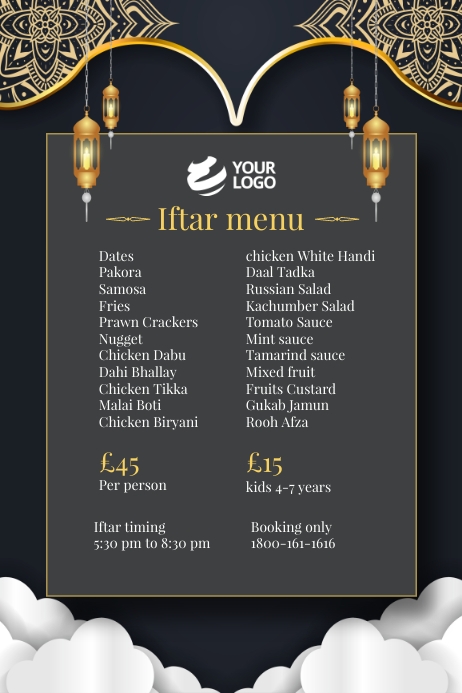 YOUR
LOGO
Iftar menu
Dates
Pakora
Samosa
Fries
Prawn Crackers
Nugget
Chicken Dabu
Dahi Bhallay
Chicken Tikka
Malai Boti
Chicken Biryani
chicken White Handi
Daal Tadka
Russian Salad
Kachumber Salad
Tomato Sauce
Mint sauce
Tamarind sauce
Mixed fruit
Fruits Custard
Gukab Jamun
Rooh Afza
£45
Per person
£15
kids 4-7 years
Iftar timing
5:30 pm to 8:30 pm
Booking only
1800-161-1616